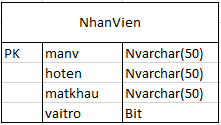 NhanVien
PK manv Nvarchar(50)
hoten Nvarchar(50)
matkhau Nvarchar(50)
vaitro Bit